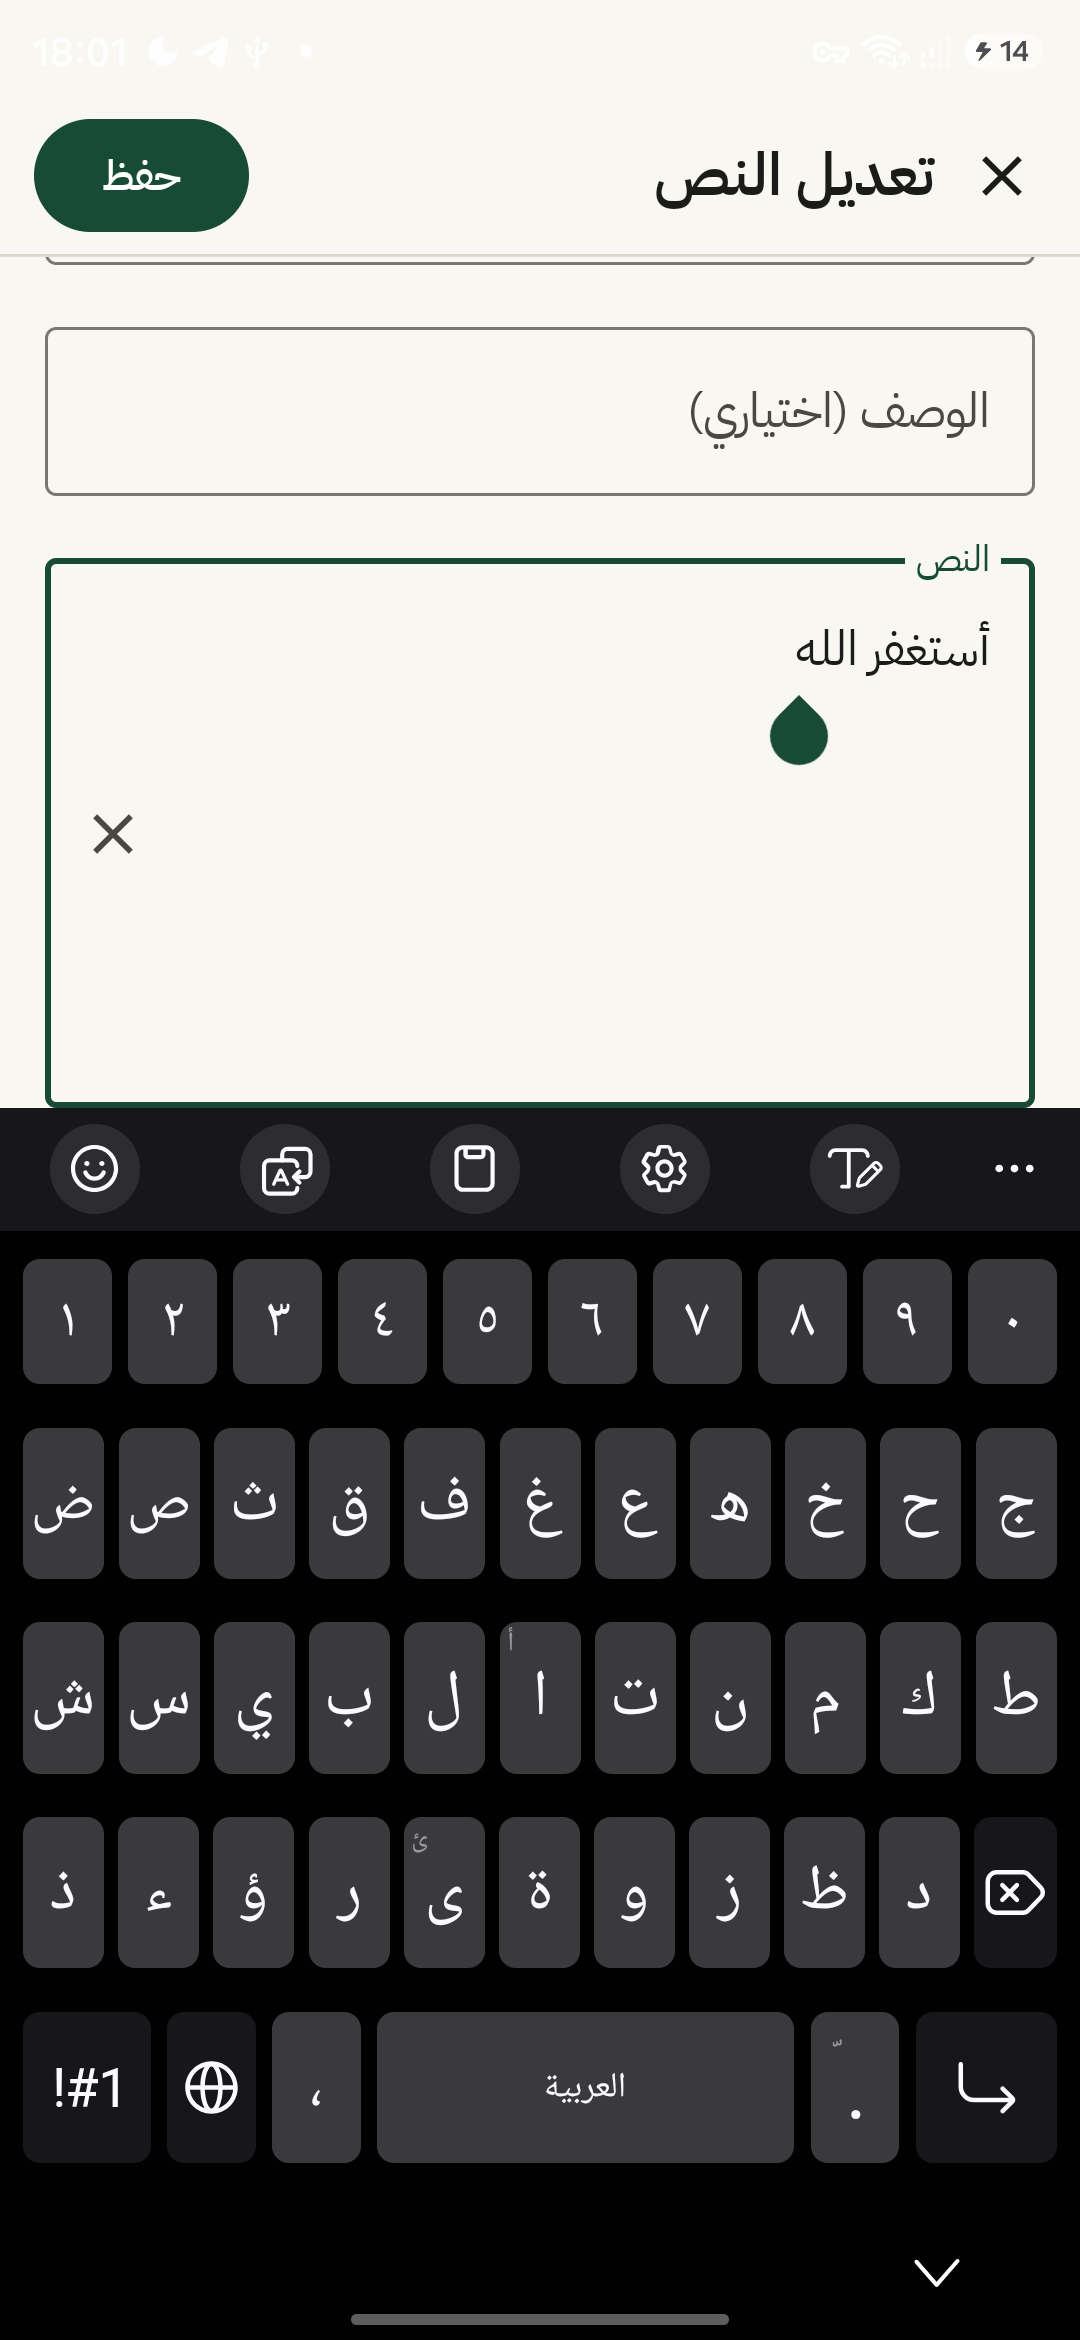 18:01
14
تعديل النص
حفظ
الوصف (اختياري)
النص
أستغفر الله
١ ٢ ٣ ٤ ٥ ٦ ٧ ٨ ٩ ٠
ض ص ث ق ف غ ع ه خ ح ج
أ
ش س ي ب ل ا ت ن م ك ط
ئ
ذ ء ؤ ر ى ة و ز ظ د
!#1 ، العربية .